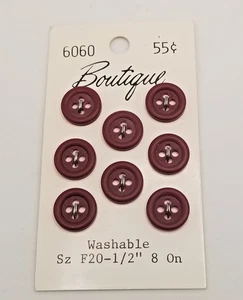 6060 55¢
Boutique
Washable
Sz F20-1/2" 8 On